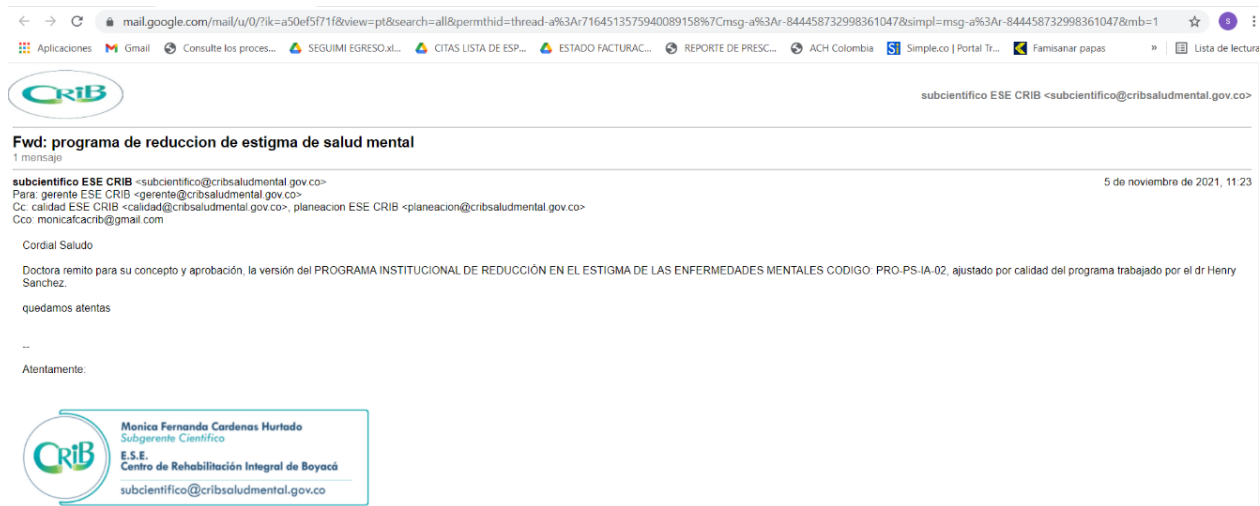 mail.google.com/mail/u/0/?ik=a50ef5f71f&view=pt&search=all&permthid=thread-a%3Ar7164513575940089158%7Cmsg-a%3Ar-844458732998361047&simpl=msg-a%3Ar-844458732998361047&mb=1
S
Aplicaciones Gmail Consulte los proces... SEGUIMI EGRESO.xl... CITAS LISTA DE ESP... ESTADO FACTURAC... REPORTE DE PRESC... ACH Colombia Simple.co | Portal Tr... Famisanar papas » Lista de lectura
CRiB
subcientifico ESE CRIB <subcientifico@cribsaludmental.gov.co>
Fwd: programa de reduccion de estigma de salud mental
1 mensaje
subcientifico ESE CRIB <subcientifico@cribsaludmental.gov.co> 5 de noviembre de 2021, 11:23
Para: gerente ESE CRIB <gerente@cribsaludmental.gov.co>
Cc: calidad ESE CRIB <calidad@cribsaludmental.gov.co>, planeacion ESE CRIB <planeacion@cribsaludmental.gov.co>
Cco: monicafcacrib@gmail.com
Cordial Saludo
Doctora remito para su concepto y aprobación, la versión del PROGRAMA INSTITUCIONAL DE REDUCCIÓN EN EL ESTIGMA DE LAS ENFERMEDADES MENTALES CODIGO: PRO-PS-IA-02, ajustado por calidad del programa trabajado por el dr Henry
Sanchez.
quedamos atentas
--
Atentamente:
CRiB
Monica Fernanda Cardenas Hurtado
Subgerente Científico
E.S.E.
Centro de Rehabilitación Integral de Boyacá
subcientifico@cribsaludmental.gov.co